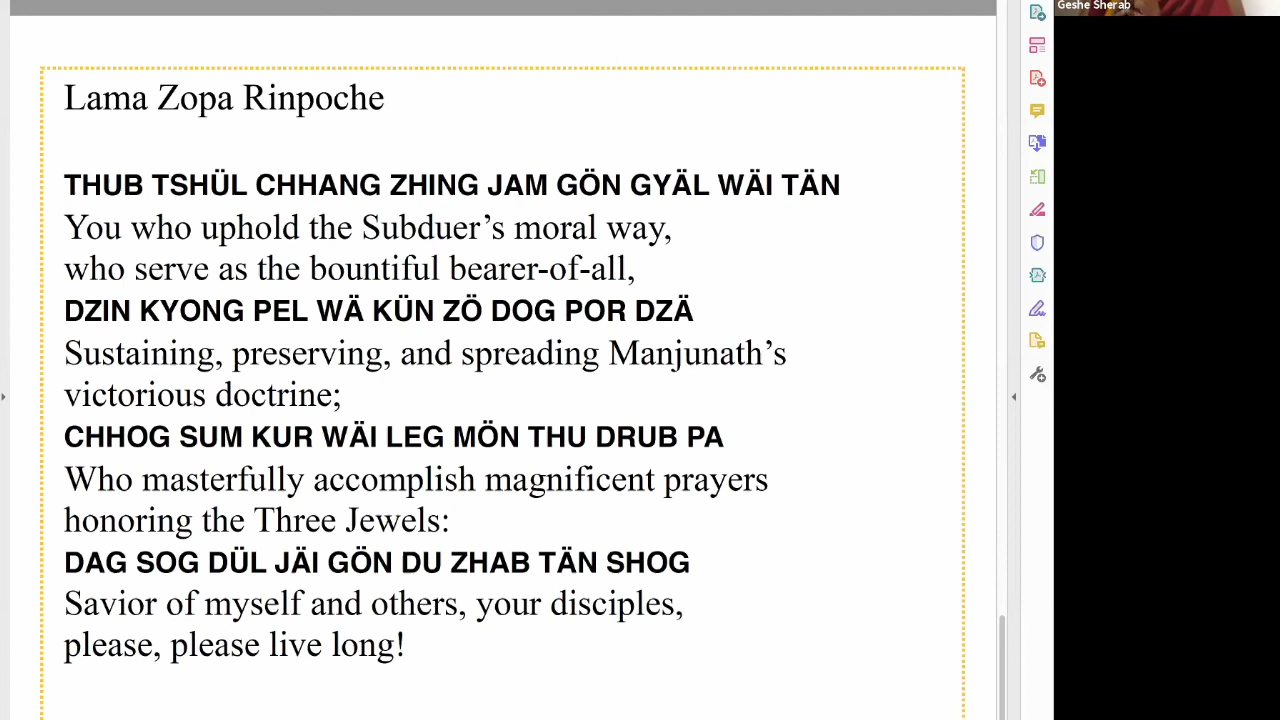 Geshe Sherab
Lama Zopa Rinpoche
THUB TSHÜL CHHANG ZHING JAM GÖN GYÄL WÄI TÄN
You who uphold the Subduer’s moral way,
who serve as the bountiful bearer-of-all,
DZIN KYONG PEL WÄ KÜN ZÖ DOG POR DZÄ
Sustaining, preserving, and spreading Manjunath’s
victorious doctrine;
CHHOG SUM KUR WÄI LEG MÖN THU DRUB PA
Who masterfully accomplish magnificent prayers
honoring the Three Jewels:
DAG SOG DÜL JÄI GÖN DU ZHAB TÄN SHOG
Savior of myself and others, your disciples,
please, please live long!